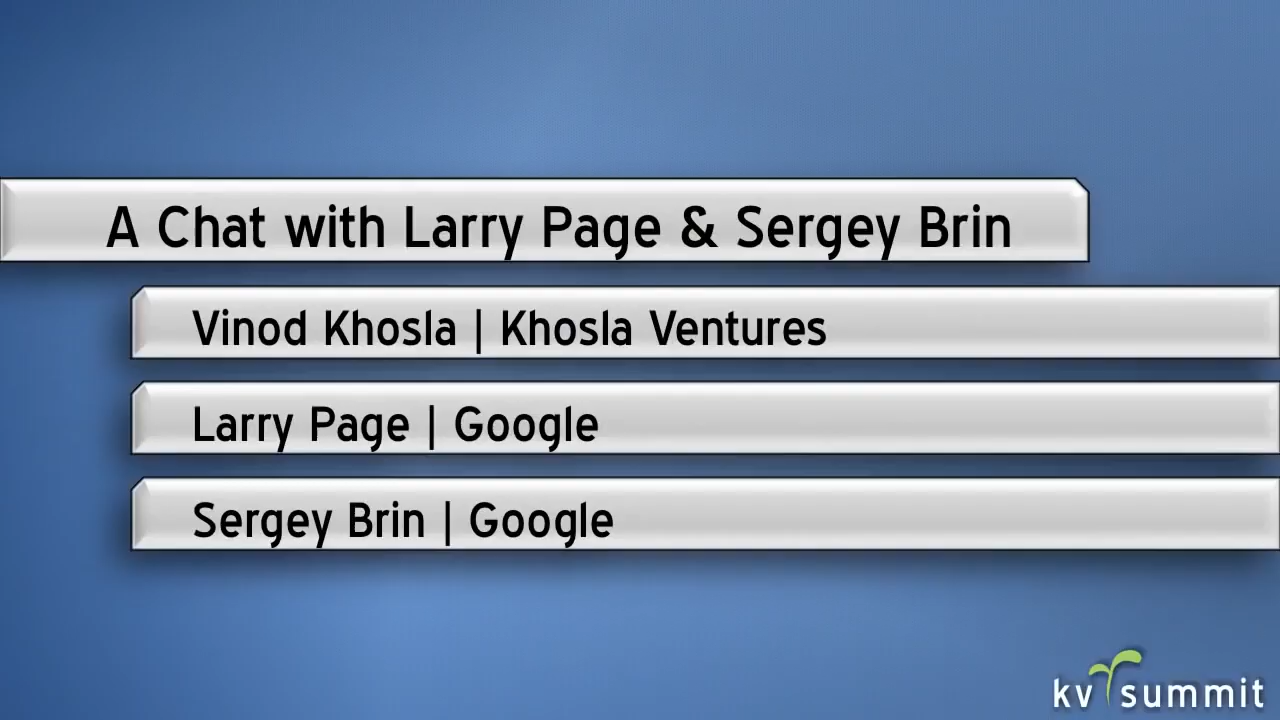 A Chat with Larry Page & Sergey Brin
Vinod Khosla | Khosla Ventures
Larry Page | Google
Sergey Brin | Google
kv summit